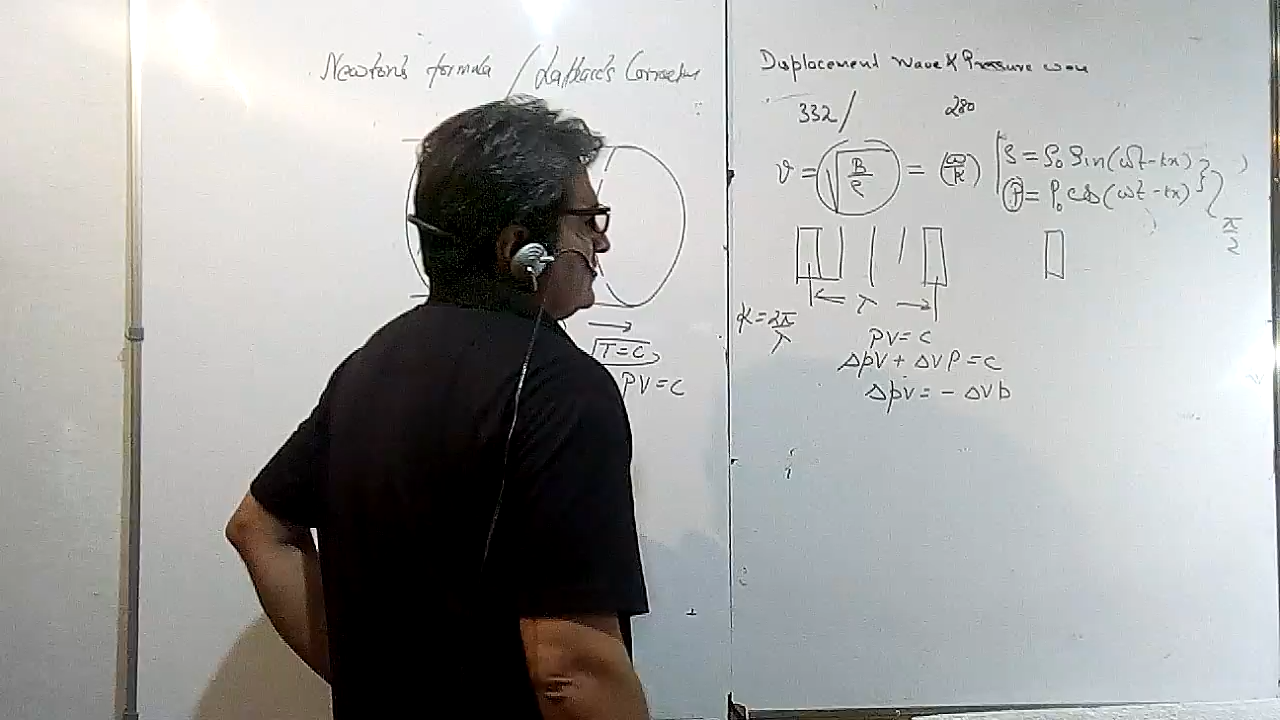 Newton's formula / Laplace's Correction
T = C
PV = C
Displacement Wave & Pressure wave
332 / 280
v = √(B/ρ) = (ω/k)
S = S₀ Sin(ωt - kx)
P = P₀ cos(ωt - kx)
π/2
λ
K = 2π/λ
PV = C
ΔpV + ΔVP = C
ΔpV = - ΔVp